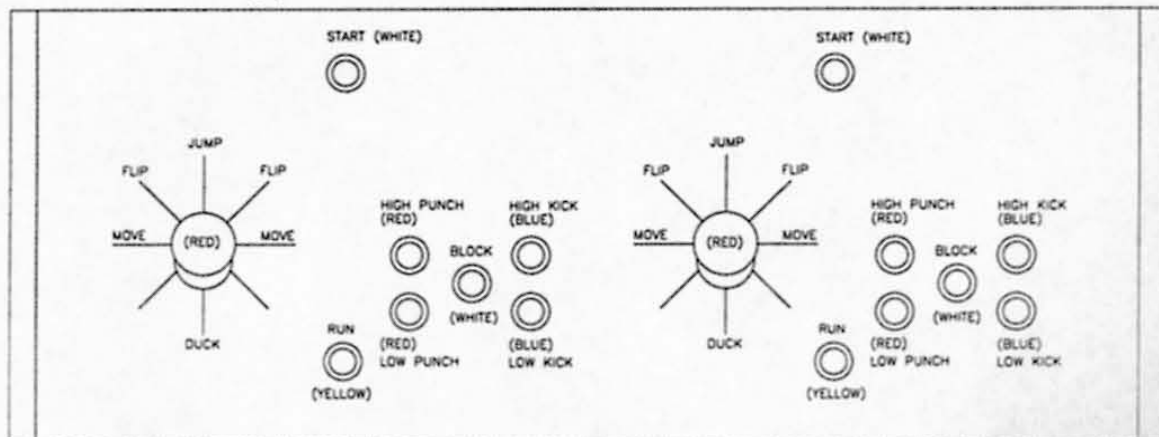 START (WHITE)
JUMP
FLIP
FLIP
MOVE
(RED)
MOVE
DUCK
HIGH PUNCH
(RED)
HIGH KICK
(BLUE)
BLOCK
(WHITE)
RUN
(YELLOW)
(RED)
LOW PUNCH
(BLUE)
LOW KICK
START (WHITE)
JUMP
FLIP
FLIP
MOVE
(RED)
MOVE
DUCK
HIGH PUNCH
(RED)
HIGH KICK
(BLUE)
BLOCK
(WHITE)
RUN
(YELLOW)
(RED)
LOW PUNCH
(BLUE)
LOW KICK